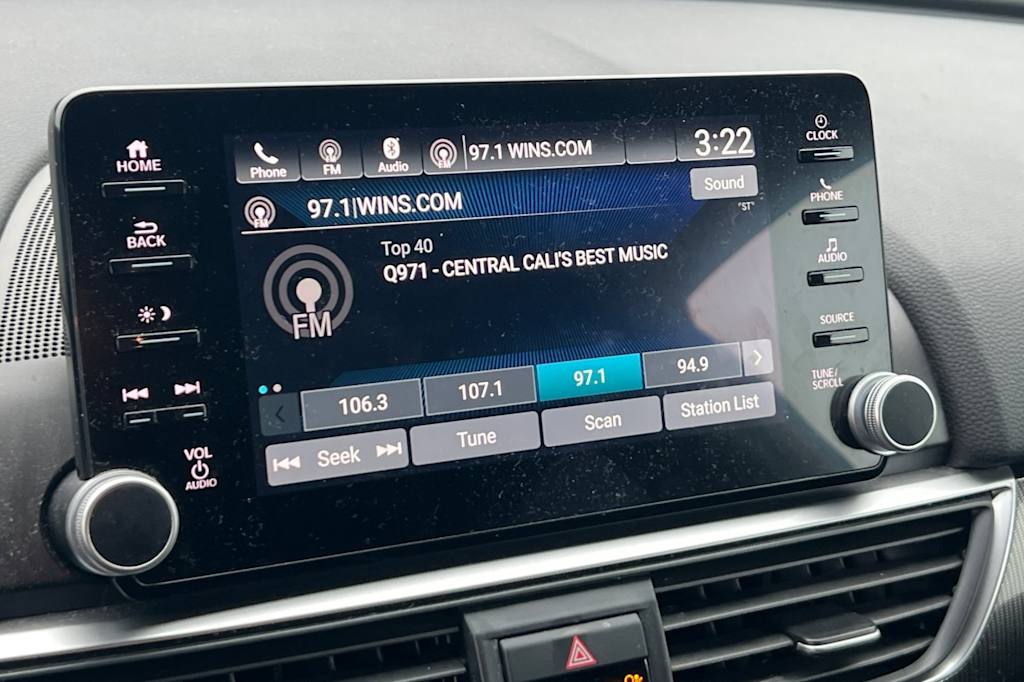 HOME
BACK
VOL
AUDIO
Phone
FM
Audio
FM
97.1 WINS.COM
3:22
FM
97.1|WINS.COM
Sound
"ST"
FM
Top 40
Q971 - CENTRAL CALI'S BEST MUSIC
106.3
107.1
97.1
94.9
Seek
Tune
Scan
Station List
CLOCK
PHONE
AUDIO
SOURCE
TUNE/
SCROLL